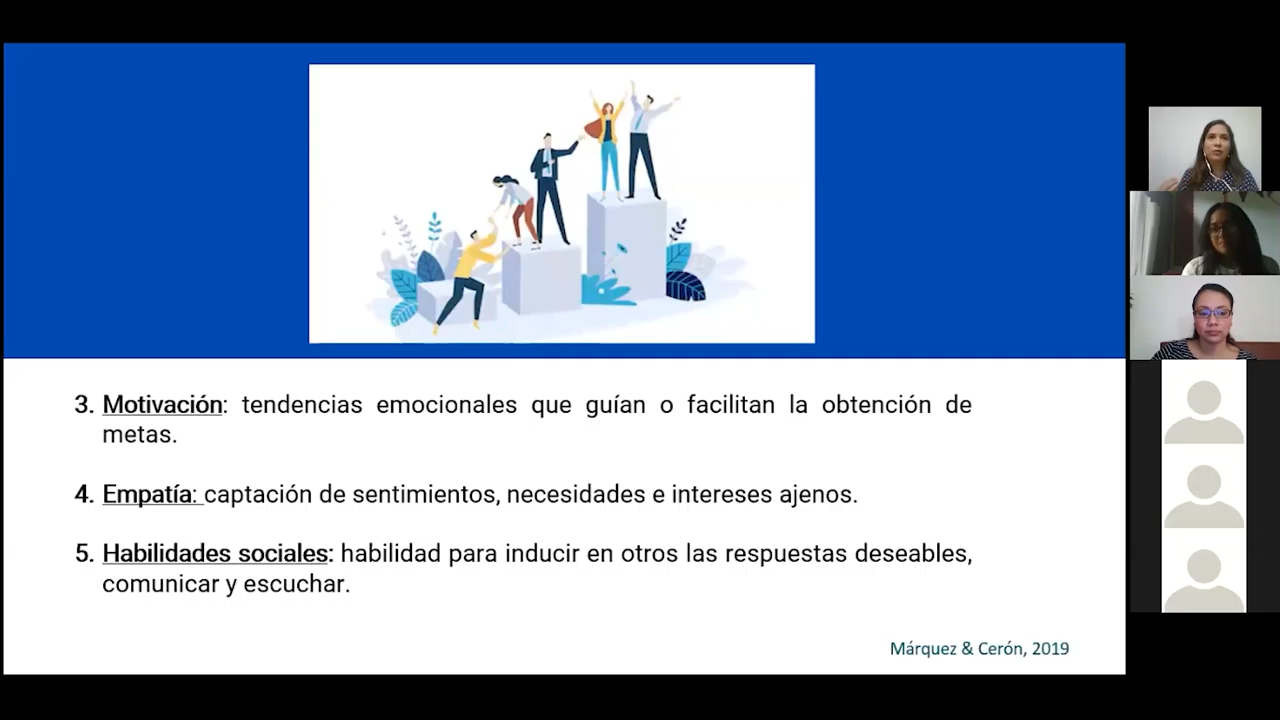 3. Motivación: tendencias emocionales que guían o facilitan la obtención de
metas.
4. Empatía: captación de sentimientos, necesidades e intereses ajenos.
5. Habilidades sociales: habilidad para inducir en otros las respuestas deseables,
comunicar y escuchar.
Márquez & Cerón, 2019